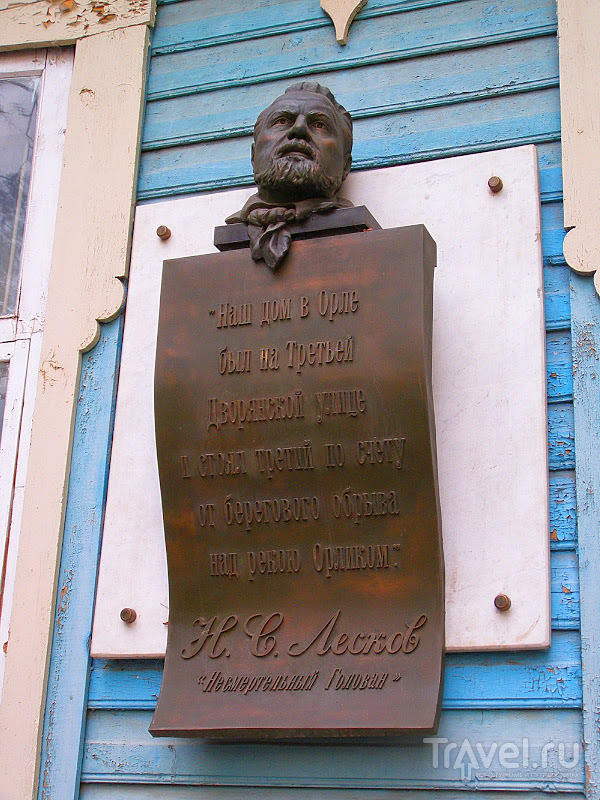 "Наш дом в Орле
был на Третьей
Дворянской улице
и стоял третий по счету
от берегового обрыва
над рекою Орликом".
Н. С. Лесков
"Несмертельный Голован"
Travel.ru